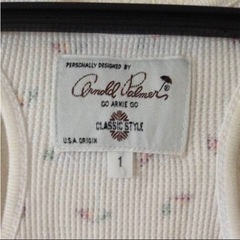 PERSONALLY DESIGNED BY
Arnold Palmer
GO ARNIE GO
CLASSIC STYLE
U.S.A. ORIGIN
1